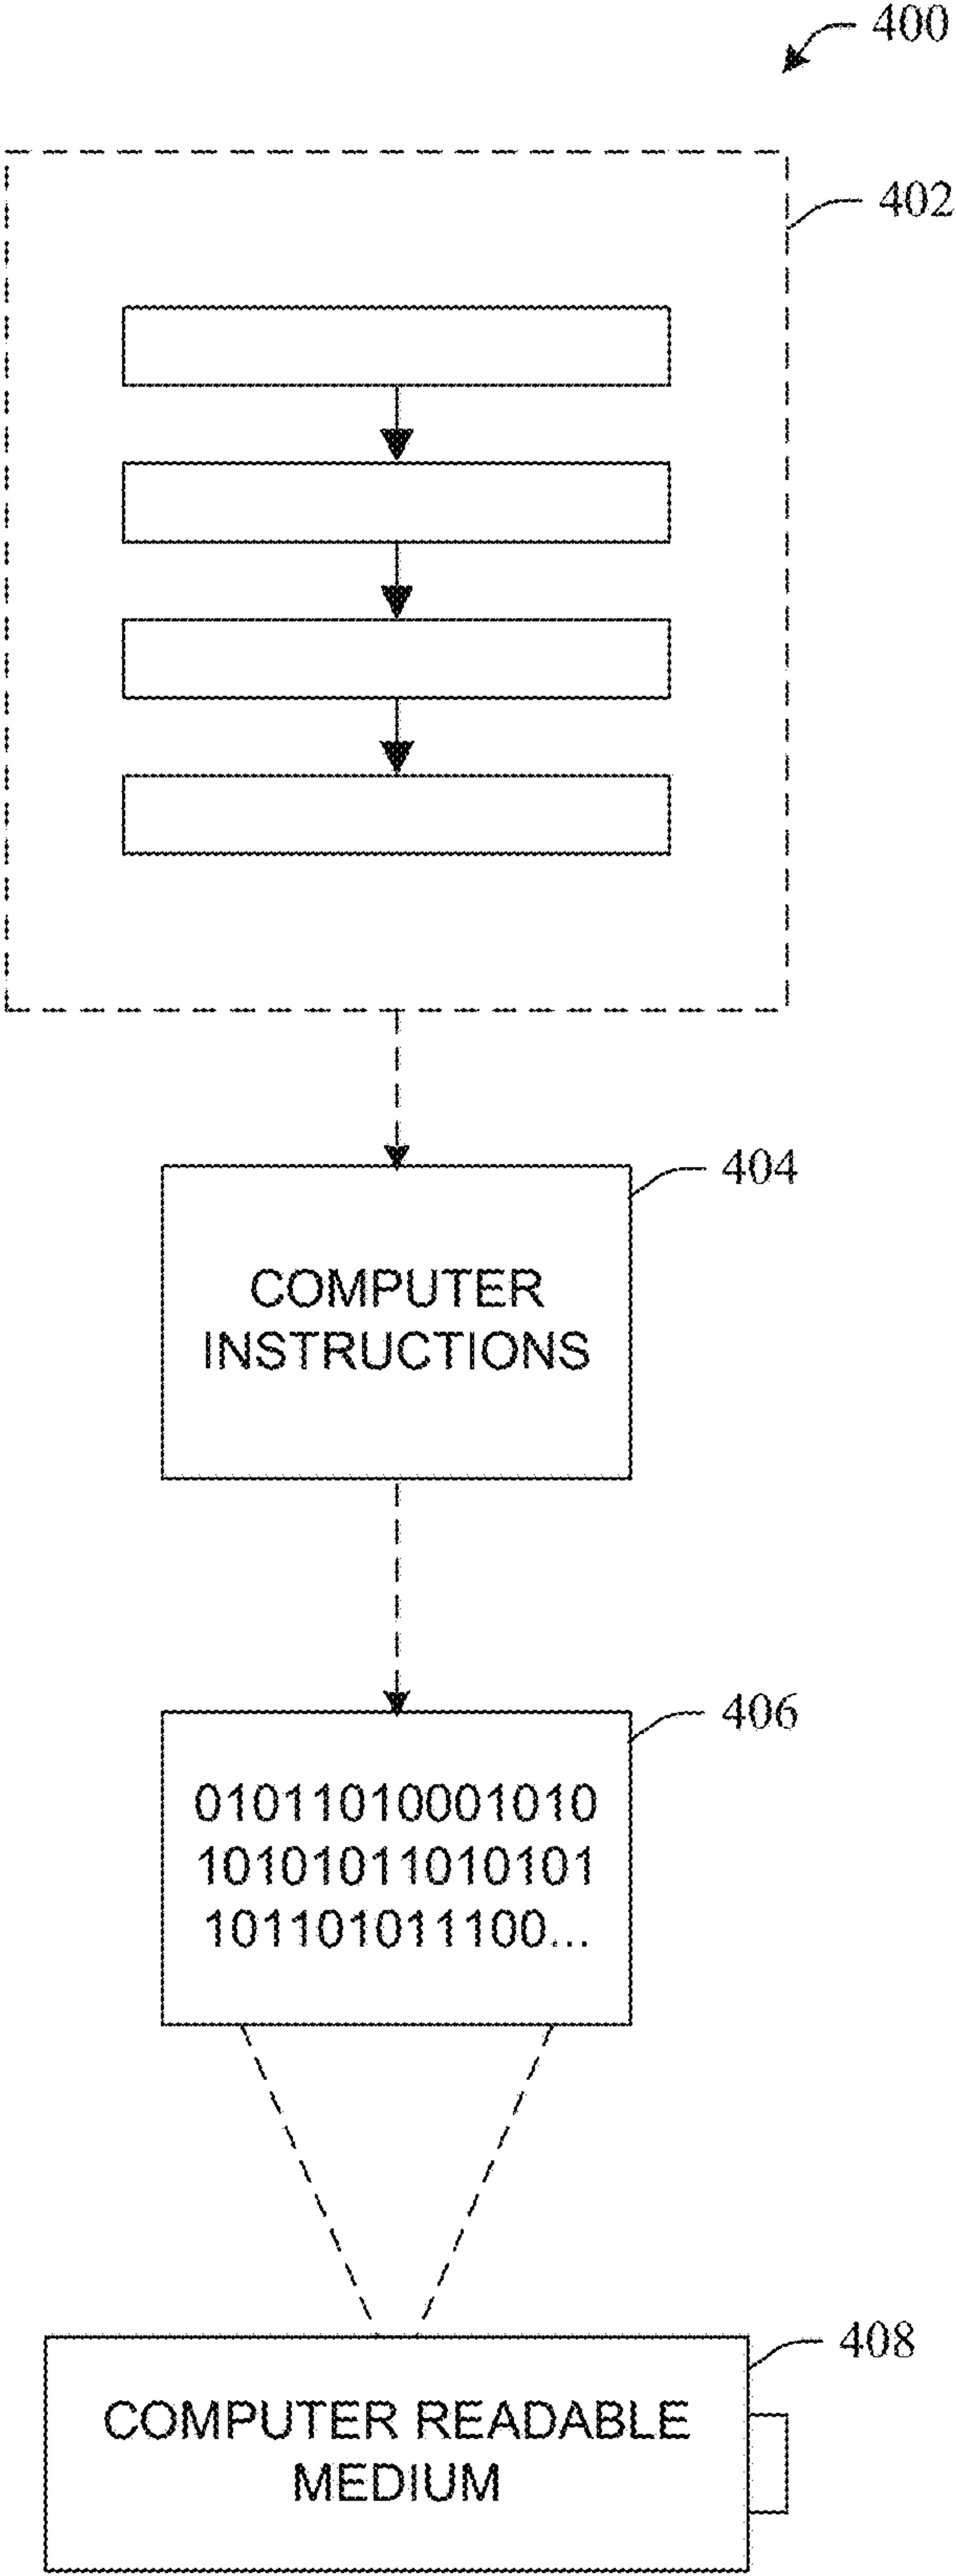 400
402
404
COMPUTER
INSTRUCTIONS
406
01011010001010
10101011010101
101101011100...
408
COMPUTER READABLE
MEDIUM